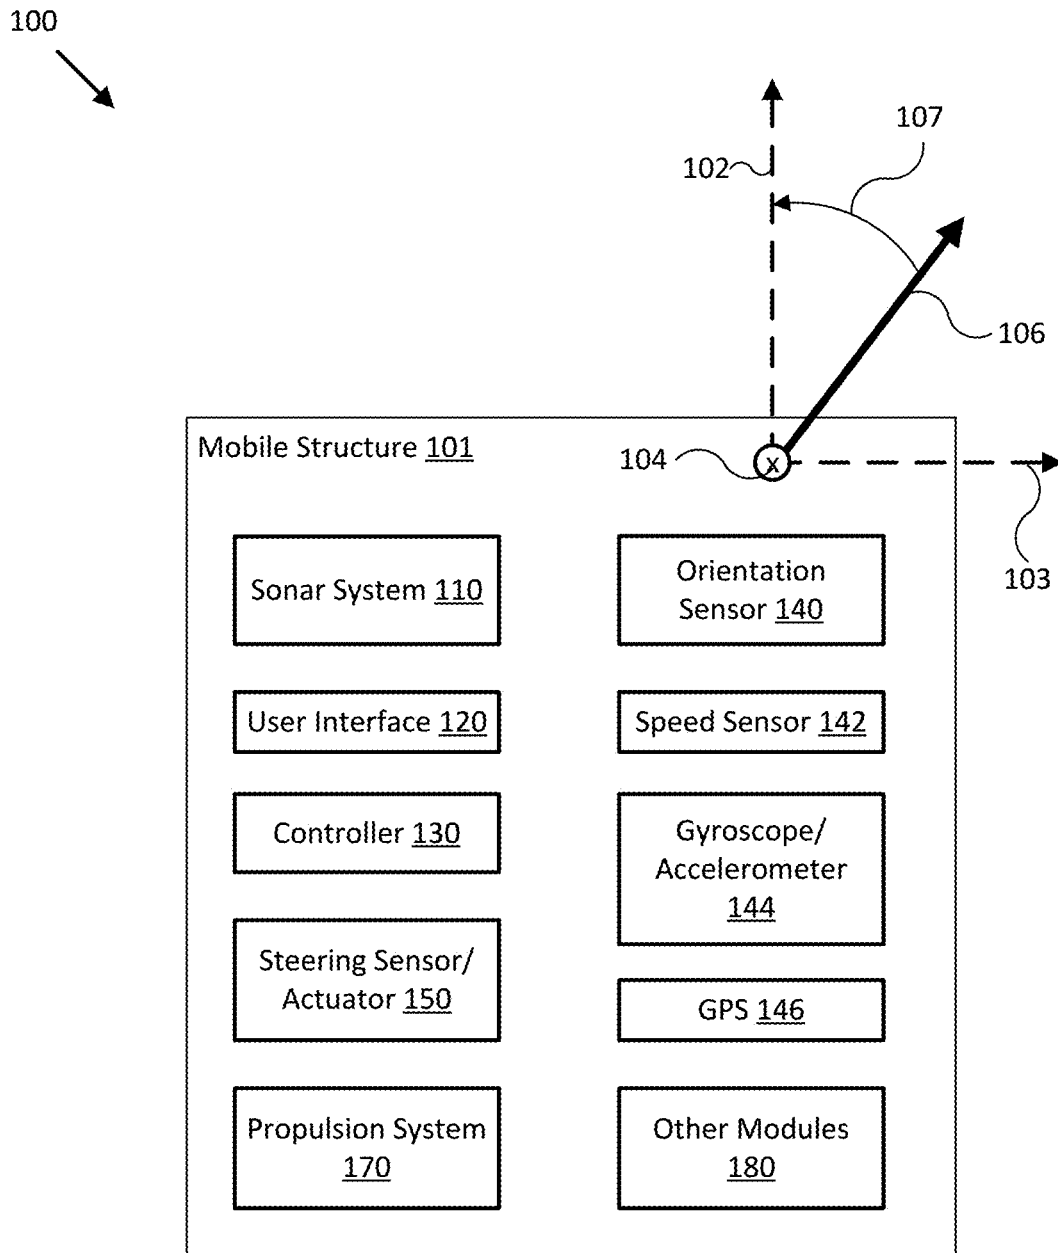 100
107
102
106
Mobile Structure 101
104
x
103
Sonar System 110
Orientation
Sensor 140
User Interface 120
Speed Sensor 142
Controller 130
Gyroscope/
Accelerometer
144
Steering Sensor/
Actuator 150
GPS 146
Propulsion System
170
Other Modules
180